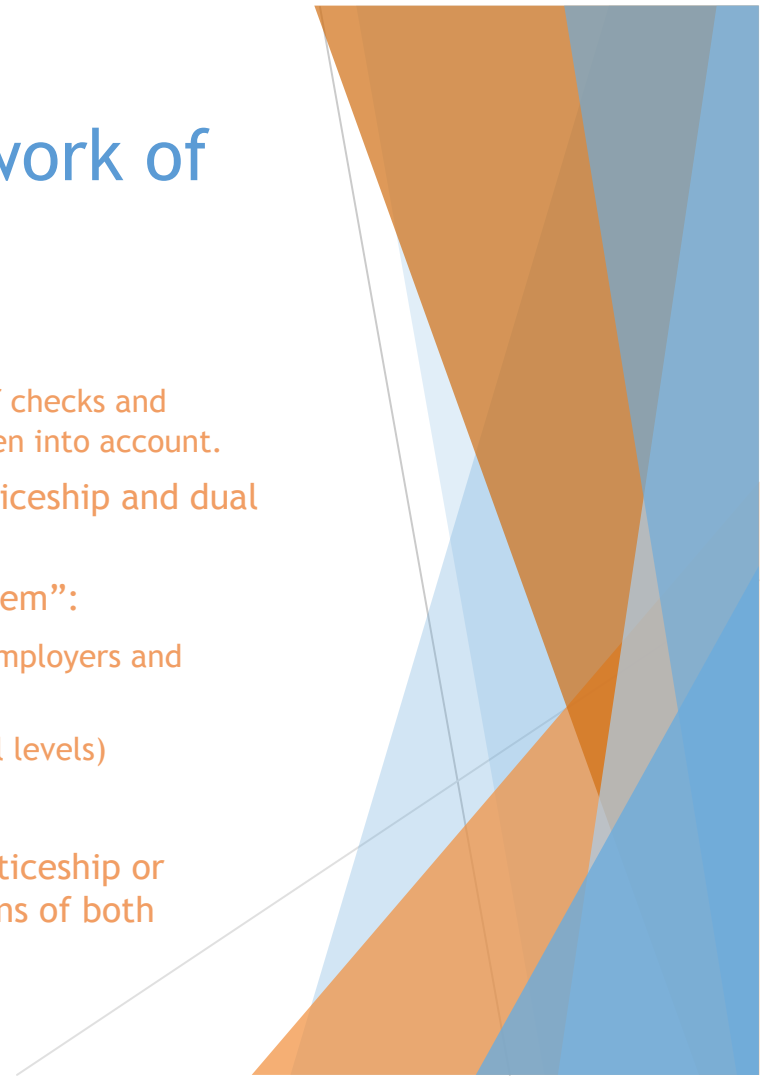 work of
f checks and
en into account.
iceship and dual
em”:
mployers and
l levels)
ticeship or
ns of both